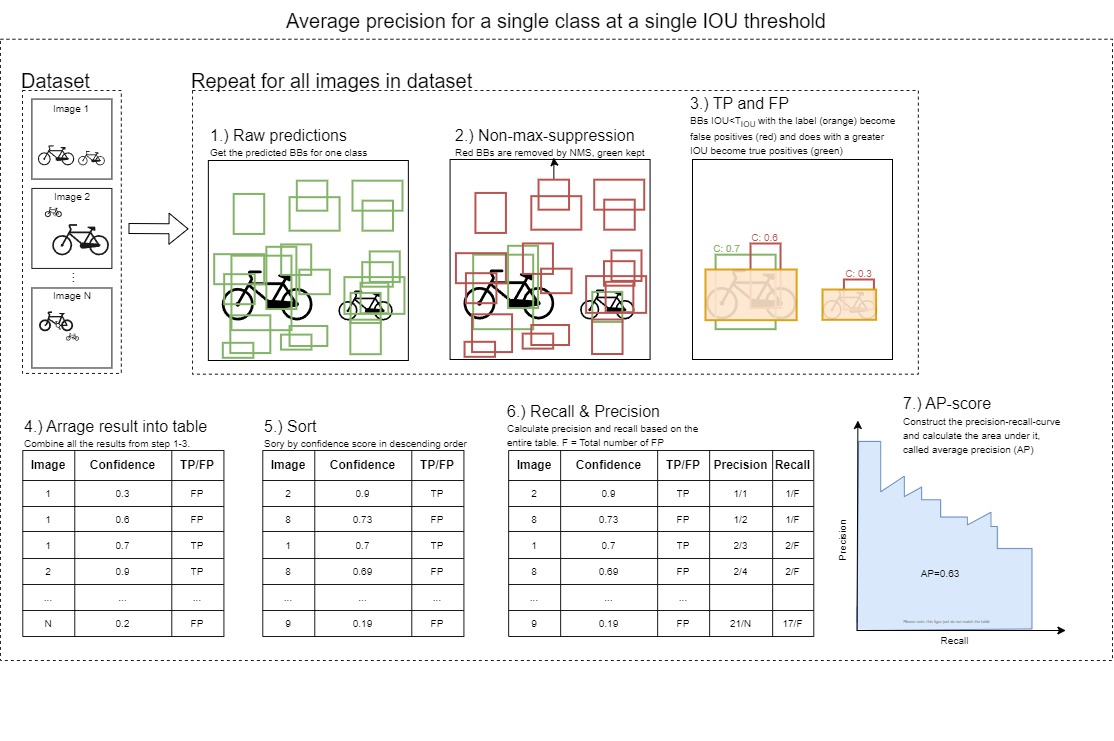 Average precision for a single class at a single IOU threshold
Dataset
Image 1
Image 2
⋮
Image N
Repeat for all images in dataset
1.) Raw predictions
Get the predicted BBs for one class
2.) Non-max-suppression
Red BBs are removed by NMS, green kept
3.) TP and FP
BBs IOU<T_IOU with the label (orange) become
false positives (red) and does with a greater
IOU become true positives (green)
C: 0.7
C: 0.6
C: 0.3
4.) Arrage result into table
Combine all the results from step 1-3.
Image Confidence TP/FP
1 0.3 FP
1 0.6 FP
1 0.7 TP
2 0.9 TP
... ... ...
N 0.2 FP
5.) Sort
Sory by confidence score in descending order
Image Confidence TP/FP
2 0.9 TP
8 0.73 FP
1 0.7 TP
8 0.69 FP
... ... ...
9 0.19 FP
6.) Recall & Precision
Calculate precision and recall based on the
entire table. F = Total number of FP
Image Confidence TP/FP Precision Recall
2 0.9 TP 1/1 1/F
8 0.73 FP 1/2 1/F
1 0.7 TP 2/3 2/F
8 0.69 FP 2/4 2/F
... ... ...
9 0.19 FP 21/N 17/F
7.) AP-score
Construct the precision-recall-curve
and calculate the area under it,
called average precision (AP)
Precision
AP=0.63
Please note, this figure just do not match the table
Recall